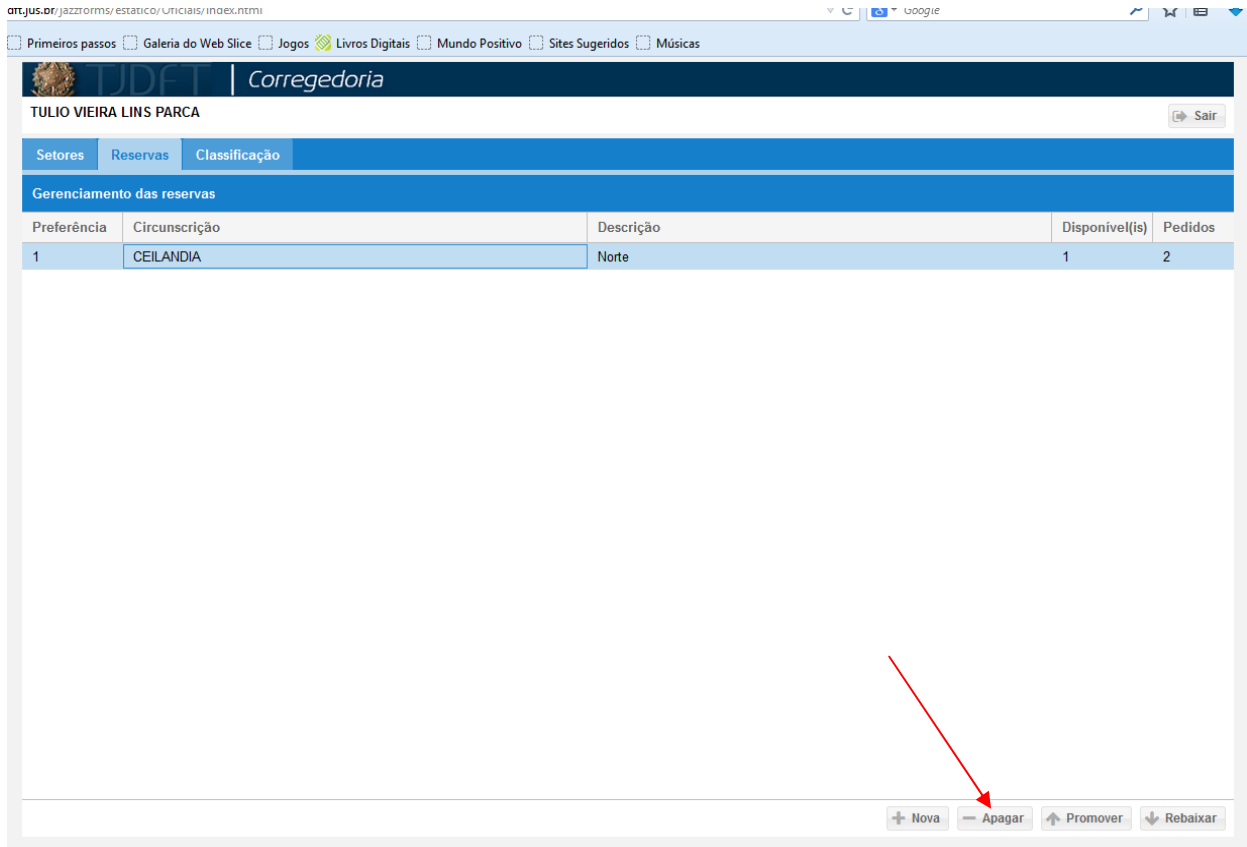 dft.jus.br/jazzforms/estatico/Oficiais/index.html Google
Primeiros passos Galeria do Web Slice Jogos Livros Digitais Mundo Positivo Sites Sugeridos Músicas
TJDFT | Corregedoria
TULIO VIEIRA LINS PARCA Sair
Setores Reservas Classificação
Gerenciamento das reservas
Preferência Circunscrição Descrição Disponível(is) Pedidos
1 CEILANDIA Norte 1 2
Nova Apagar Promover Rebaixar